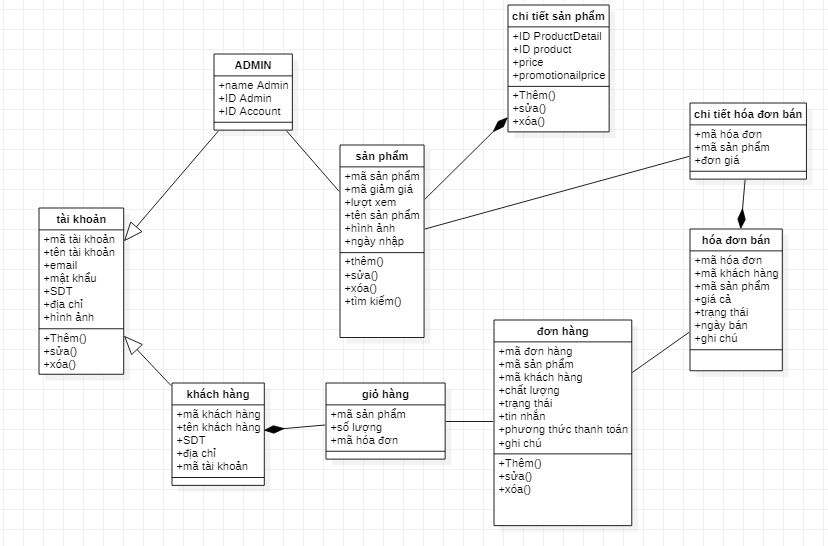 chi tiết sản phẩm
+ID ProductDetail
+ID product
+price
+promotionailprice
+Thêm()
+sửa()
+xóa()
ADMIN
+name Admin
+ID Admin
+ID Account
chi tiết hóa đơn bán
+mã hóa đơn
+mã sản phẩm
+đơn giá
sản phẩm
+mã sản phẩm
+mã giảm giá
+lượt xem
+tên sản phẩm
+hình ảnh
+ngày nhập
+thêm()
+sửa()
+xóa()
+tìm kiếm()
tài khoản
+mã tài khoản
+tên tài khoản
+email
+mật khẩu
+SDT
+địa chỉ
+hình ảnh
+Thêm()
+sửa()
+xóa()
hóa đơn bán
+mã hóa đơn
+mã khách hàng
+mã sản phẩm
+giá cả
+trạng thái
+ngày bán
+ghi chú
đơn hàng
+mã đơn hàng
+mã sản phẩm
+mã khách hàng
+chất lượng
+trạng thái
+tin nhắn
+phương thức thanh toán
+ghi chú
+Thêm()
+sửa()
+xóa()
khách hàng
+mã khách hàng
+tên khách hàng
+SDT
+địa chỉ
+mã tài khoản
giỏ hàng
+mã sản phẩm
+số lượng
+mã hóa đơn